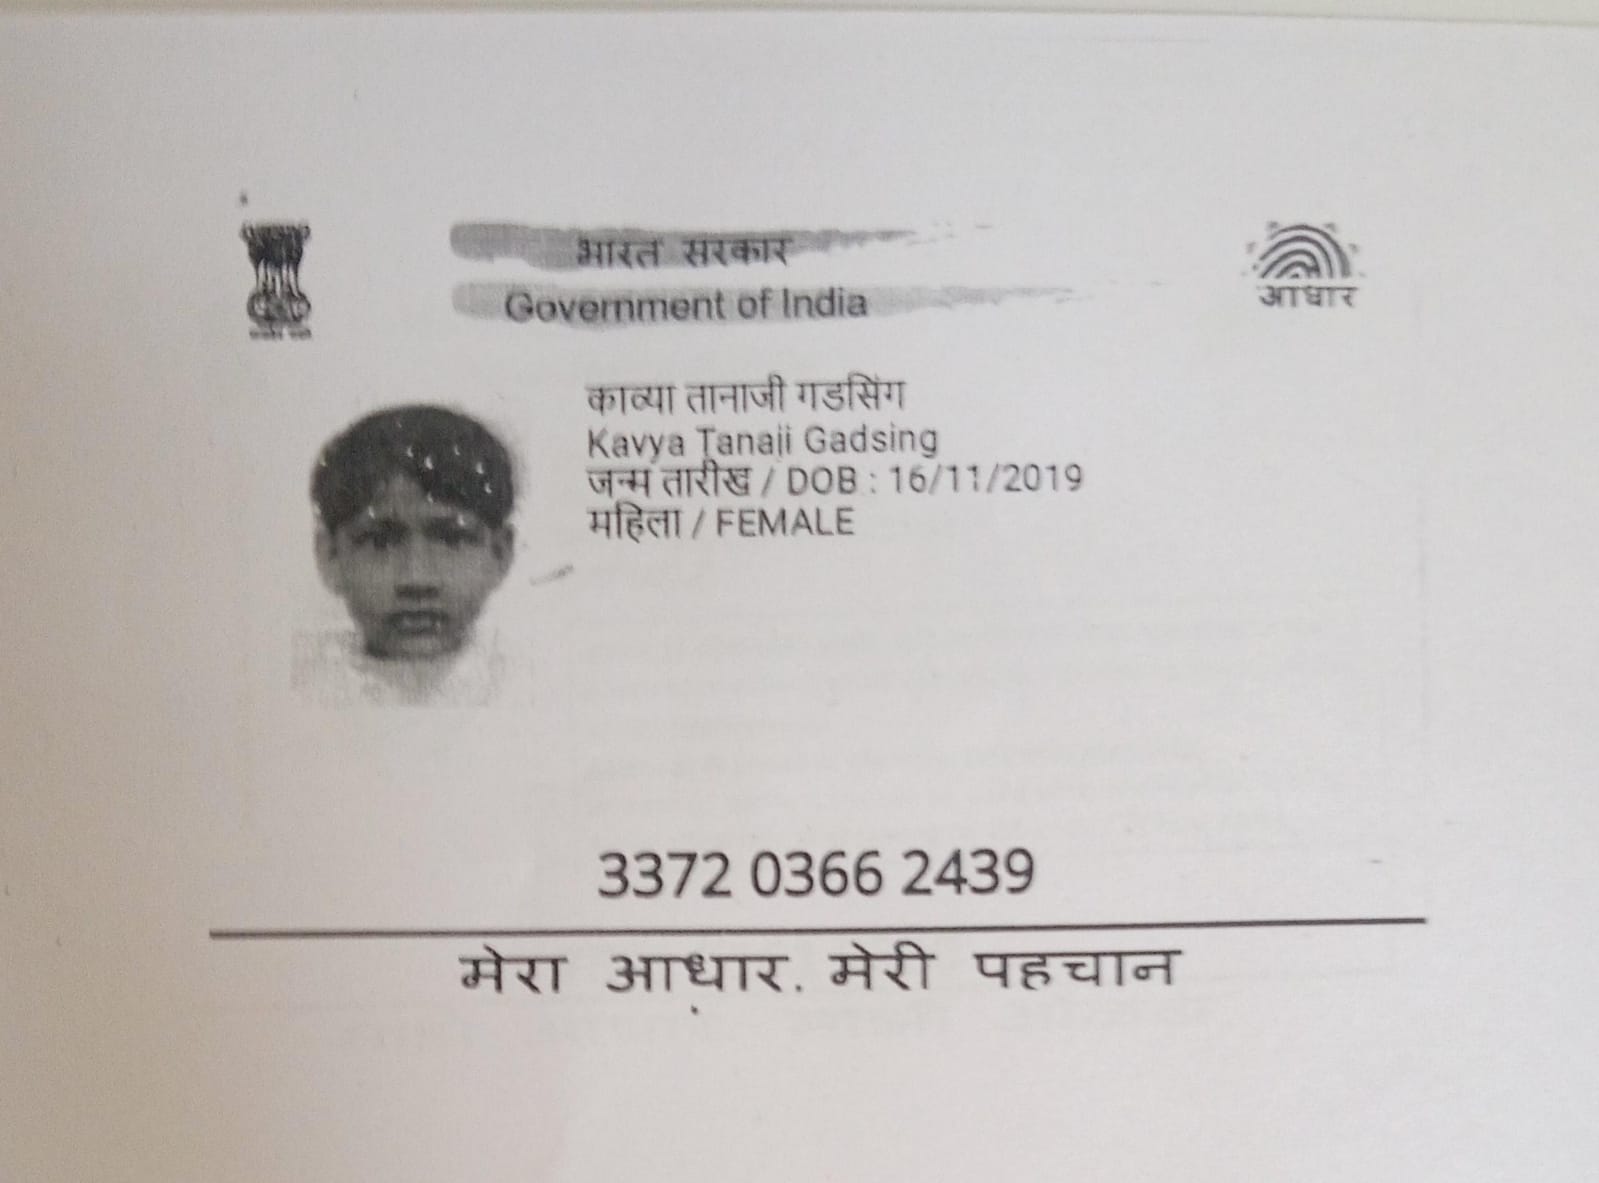 भारत सरकार
Government of India
आधार
काव्या तानाजी गडसिंग
Kavya Tanaji Gadsing
जन्म तारीख / DOB : 16/11/2019
महिला / FEMALE
3372 0366 2439
मेरा आधार. मेरी पहचान